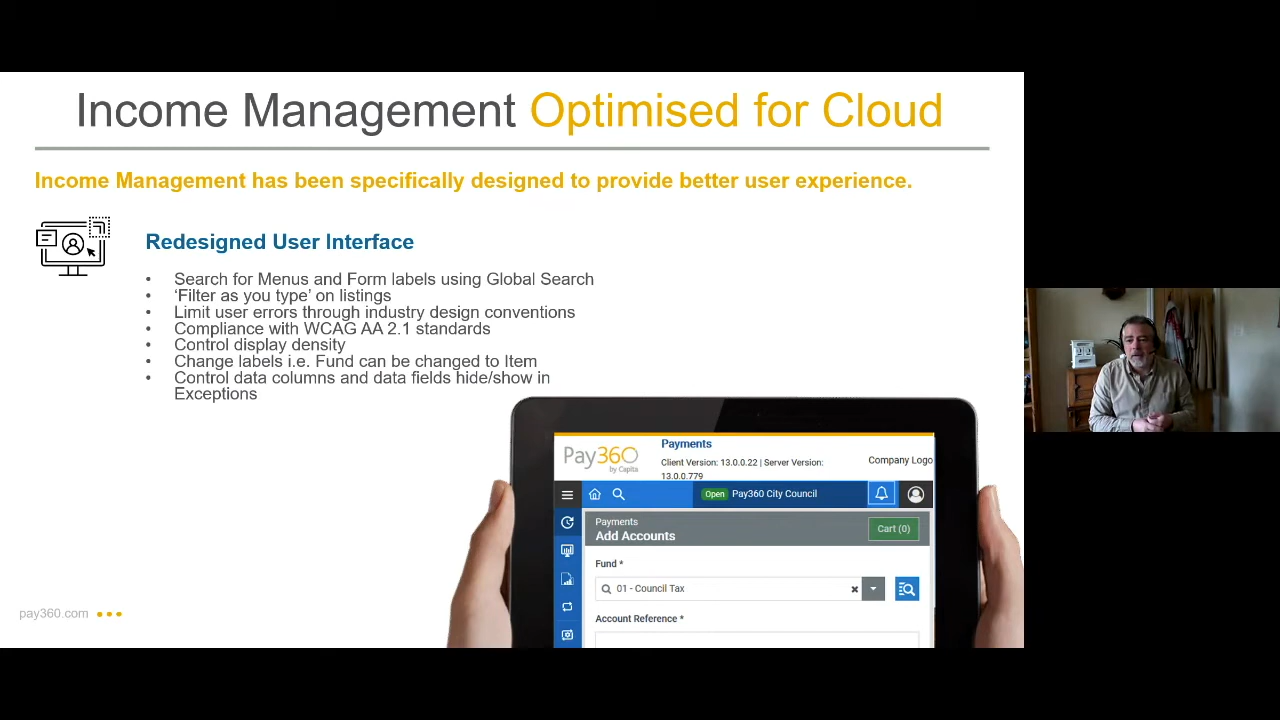 Income Management Optimised for Cloud
Income Management has been specifically designed to provide better user experience.
Redesigned User Interface
• Search for Menus and Form labels using Global Search
• ‘Filter as you type’ on listings
• Limit user errors through industry design conventions
• Compliance with WCAG AA 2.1 standards
• Control display density
• Change labels i.e. Fund can be changed to Item
• Control data columns and data fields hide/show in
Exceptions
Pay360
by Capita
Payments
Client Version: 13.0.0.22 | Server Version:
13.0.0.779
Company Logo
Open Pay360 City Council
Payments
Add Accounts
Cart (0)
Fund *
01 - Council Tax
Account Reference *
pay360.com